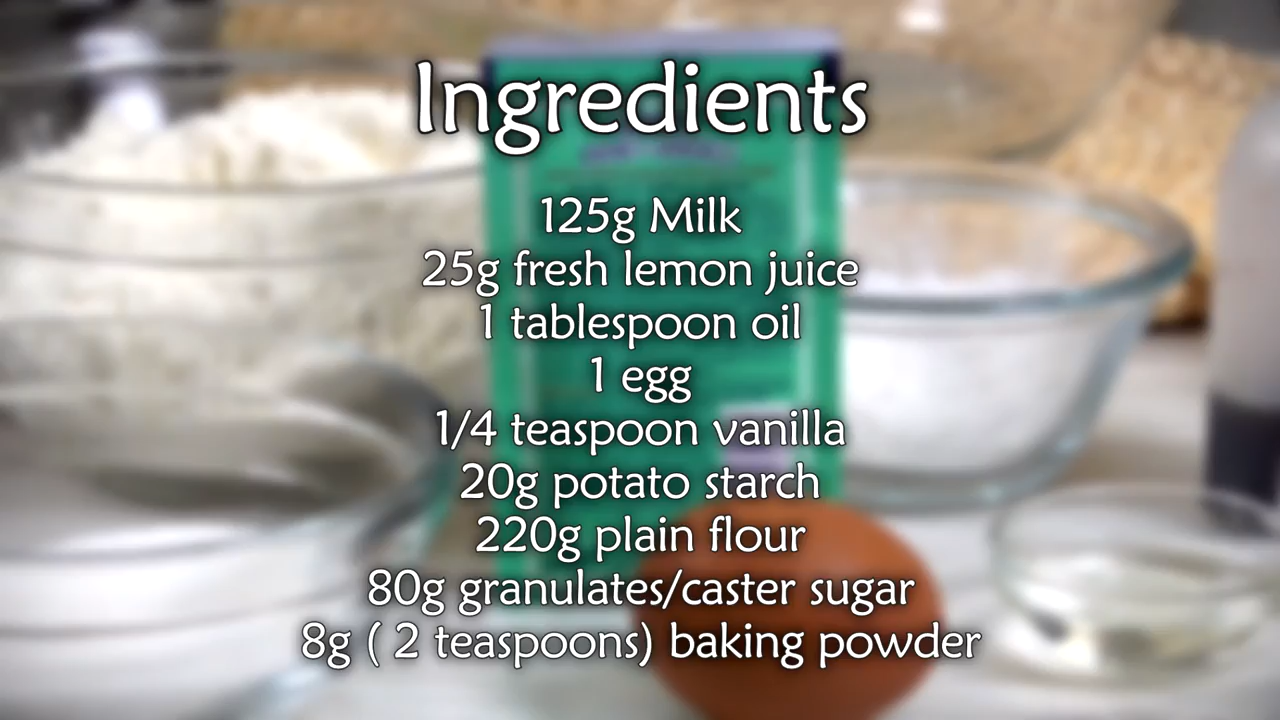 Ingredients
125g Milk
25g fresh lemon juice
1 tablespoon oil
1 egg
1/4 teaspoon vanilla
20g potato starch
220g plain flour
80g granulates/caster sugar
8g ( 2 teaspoons) baking powder